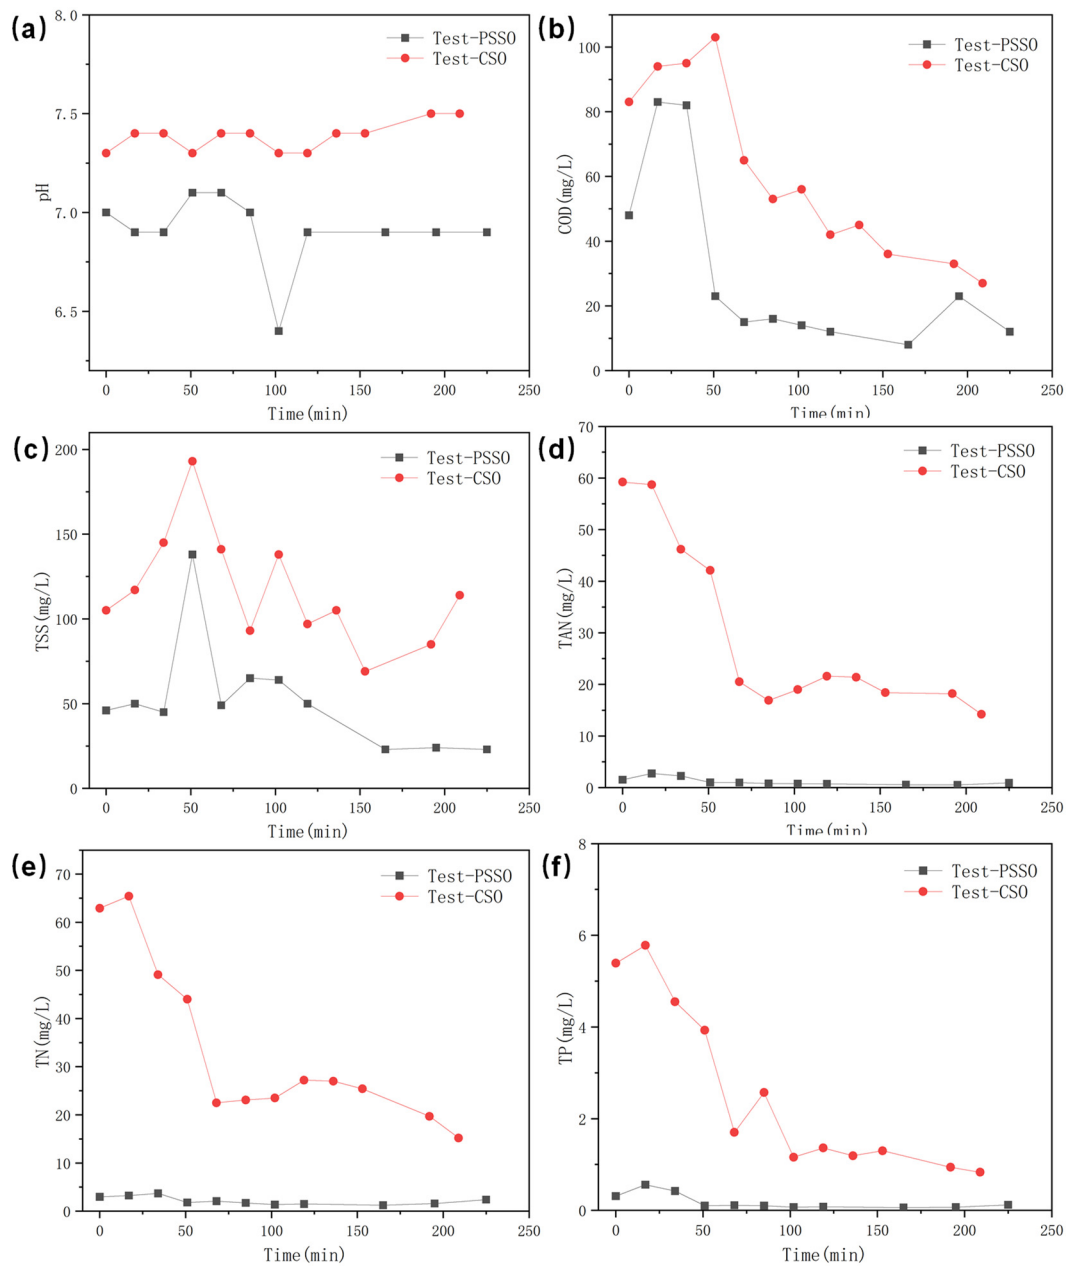 (a)
8.0
7.5
7.0
6.5
pH
Test-PSSO
Test-CSO
0 50 100 150 200 250
Time(min)
(b)
100
80
60
40
20
0
COD(mg/L)
Test-PSSO
Test-CSO
0 50 100 150 200 250
Time(min)
(c)
200
150
100
50
0
TSS(mg/L)
Test-PSSO
Test-CSO
0 50 100 150 200 250
Time(min)
(d)
70
60
50
40
30
20
10
0
TAN(mg/L)
Test-PSSO
Test-CSO
0 50 100 150 200 250
Time(min)
(e)
70
60
50
40
30
20
10
0
TN(mg/L)
Test-PSSO
Test-CSO
0 50 100 150 200 250
Time(min)
(f)
8
6
4
2
0
TP(mg/L)
Test-PSSO
Test-CSO
0 50 100 150 200 250
Time(min)